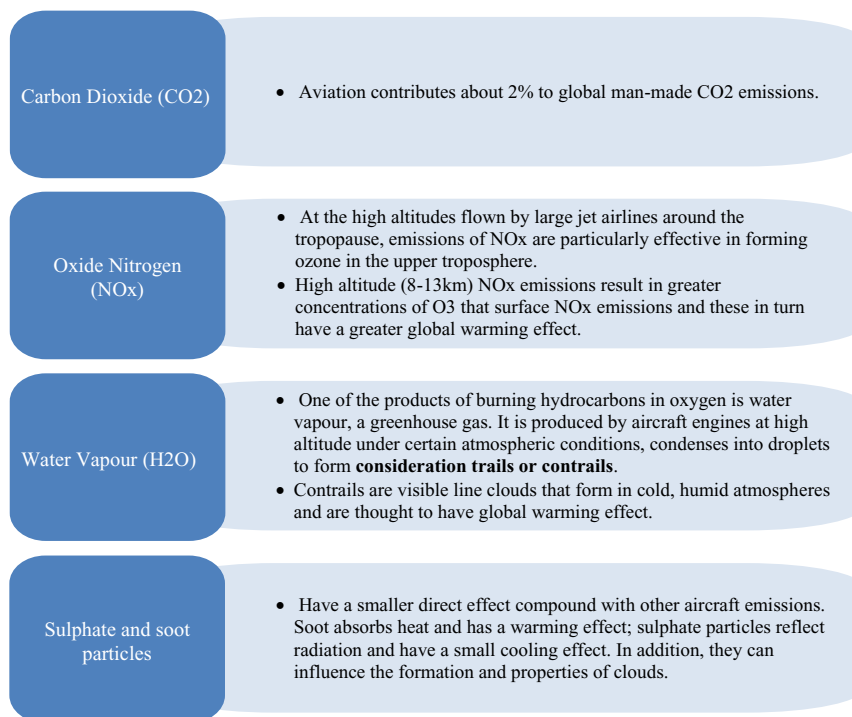 Carbon Dioxide (CO2)
• Aviation contributes about 2% to global man-made CO2 emissions.
Oxide Nitrogen
(NOx)
• At the high altitudes flown by large jet airlines around the
tropopause, emissions of NOx are particularly effective in forming
ozone in the upper troposphere.
• High altitude (8-13km) NOx emissions result in greater
concentrations of O3 that surface NOx emissions and these in turn
have a greater global warming effect.
Water Vapour (H2O)
• One of the products of burning hydrocarbons in oxygen is water
vapour, a greenhouse gas. It is produced by aircraft engines at high
altitude under certain atmospheric conditions, condenses into droplets
to form consideration trails or contrails.
• Contrails are visible line clouds that form in cold, humid atmospheres
and are thought to have global warming effect.
Sulphate and soot
particles
• Have a smaller direct effect compound with other aircraft emissions.
Soot absorbs heat and has a warming effect; sulphate particles reflect
radiation and have a small cooling effect. In addition, they can
influence the formation and properties of clouds.